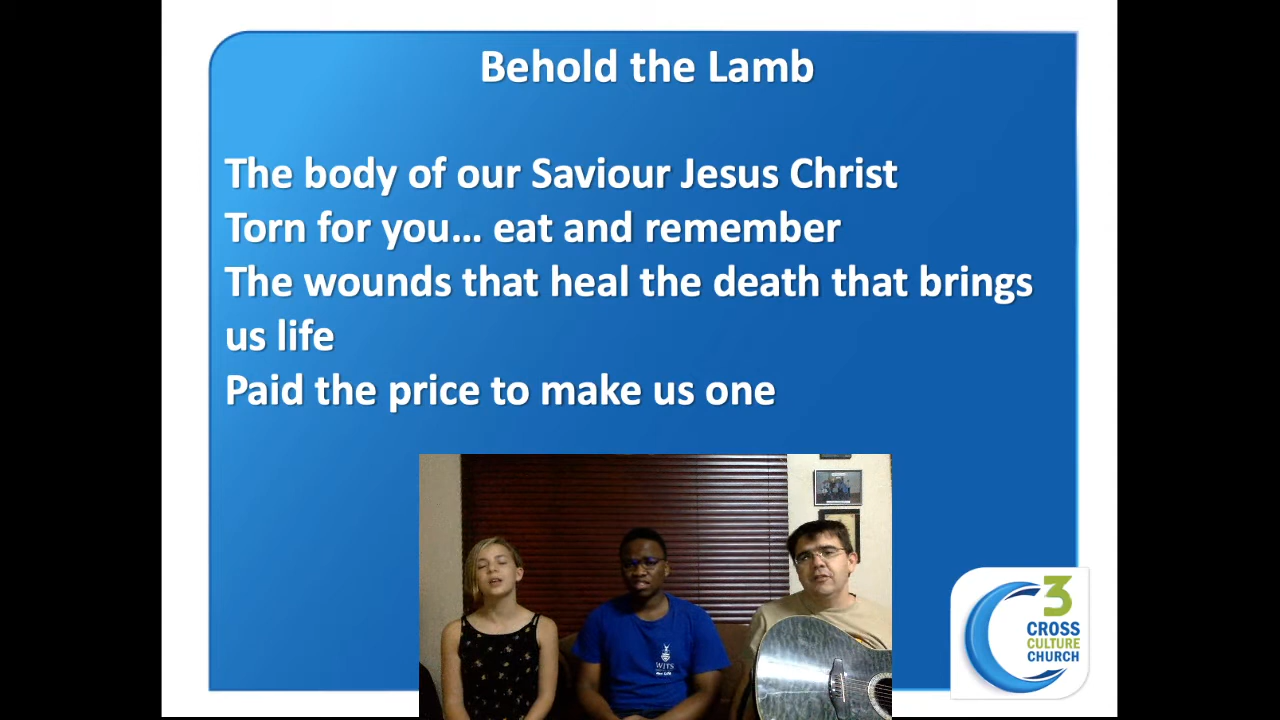 Behold the Lamb
The body of our Saviour Jesus Christ
Torn for you... eat and remember
The wounds that heal the death that brings
us life
Paid the price to make us one
WITS
for Life
3
CROSS
CULTURE
CHURCH